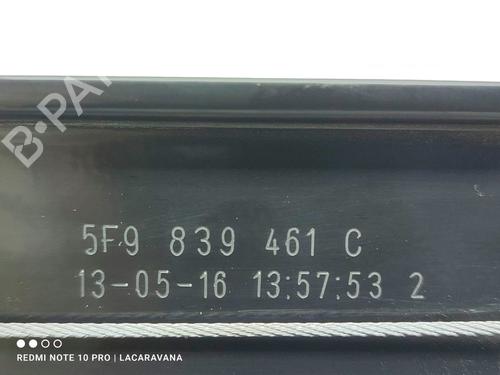 B-PA
5F9 839 461 C
13-05-16 13:57:53 2
REDMI NOTE 10 PRO | LACARAVANA